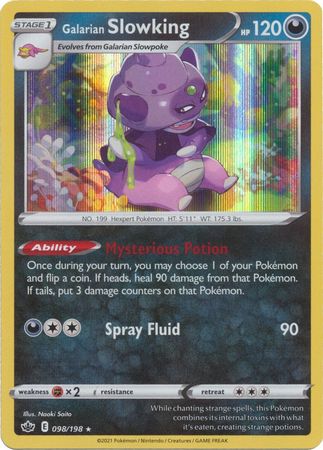 STAGE 1
Galarian Slowking
HP 120
Evolves from Galarian Slowpoke
NO. 199 Hexpert Pokémon HT: 5'11" WT: 175.3 lbs.
Ability Mysterious Potion
Once during your turn, you may choose 1 of your Pokémon
and flip a coin. If heads, heal 90 damage from that Pokémon.
If tails, put 3 damage counters on that Pokémon.
Spray Fluid 90
weakness ×2 resistance retreat
Illus. Naoki Saito
E 098/198 ★
While chanting strange spells, this Pokémon
combines its internal toxins with what
it's eaten, creating strange potions.
©2021 Pokémon / Nintendo / Creatures / GAME FREAK